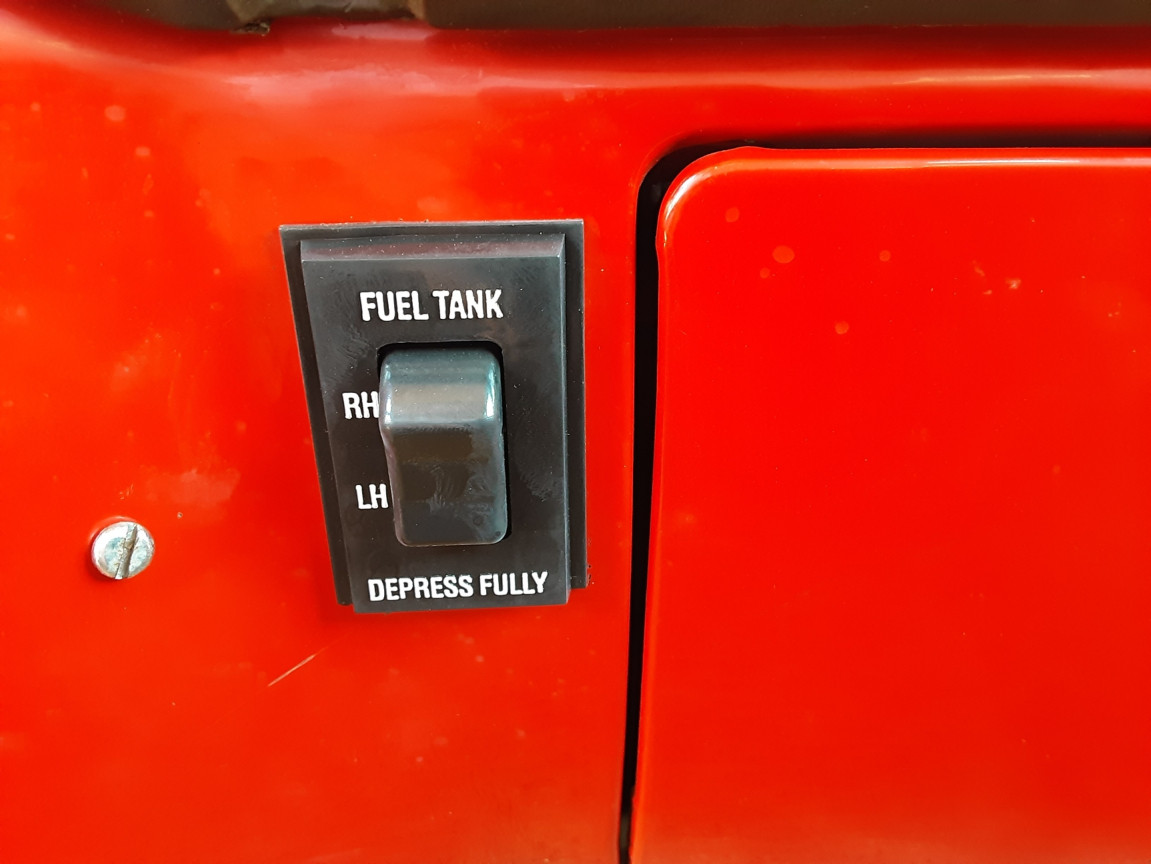 FUEL TANK
RH
LH
DEPRESS FULLY